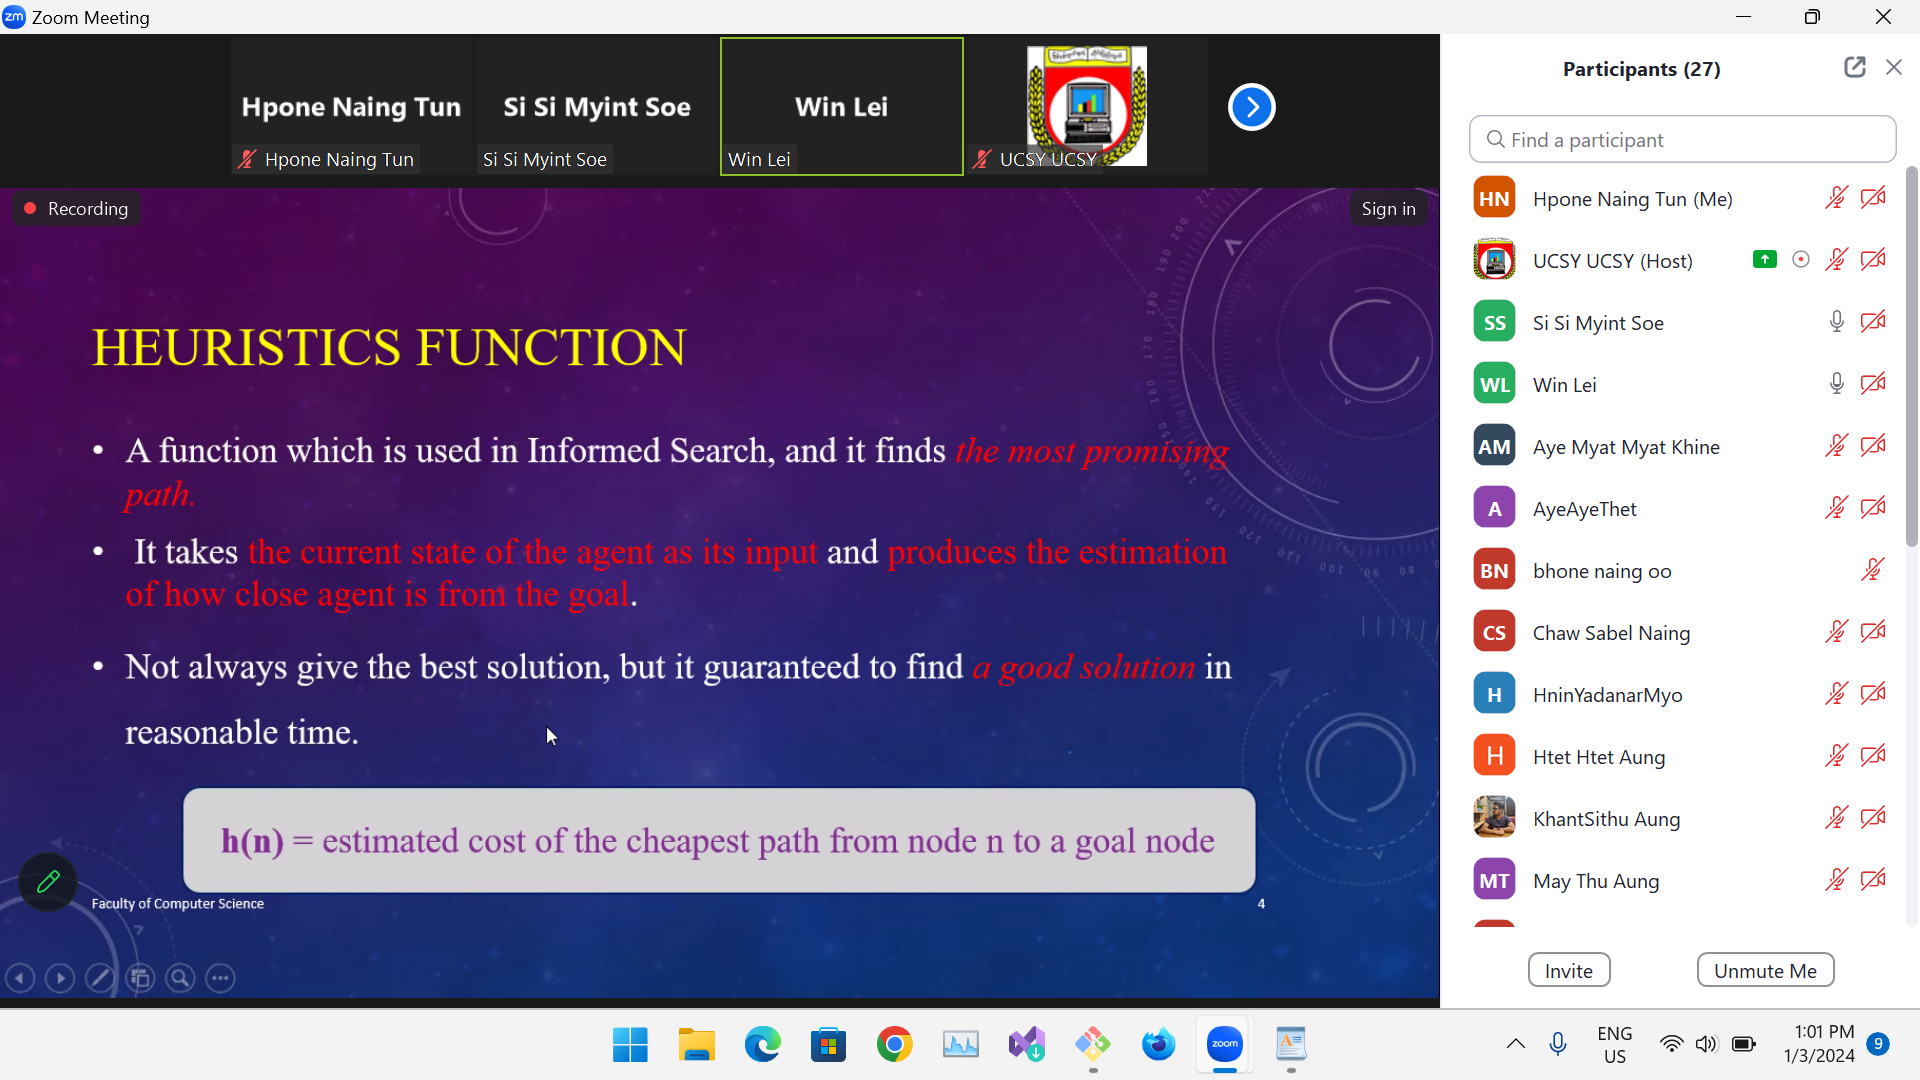 zm Zoom Meeting
Hpone Naing Tun
Hpone Naing Tun
Si Si Myint Soe
Si Si Myint Soe
Win Lei
Win Lei
UCSY UCSY
Recording
Sign in
HEURISTICS FUNCTION
• A function which is used in Informed Search, and it finds the most promising
path.
• It takes the current state of the agent as its input and produces the estimation
of how close agent is from the goal.
• Not always give the best solution, but it guaranteed to find a good solution in
reasonable time.
h(n) = estimated cost of the cheapest path from node n to a goal node
Faculty of Computer Science
4
Participants (27)
Find a participant
HN Hpone Naing Tun (Me)
UCSY UCSY (Host)
SS Si Si Myint Soe
WL Win Lei
AM Aye Myat Myat Khine
A AyeAyeThet
BN bhone naing oo
CS Chaw Sabel Naing
H HninYadanarMyo
H Htet Htet Aung
KhantSithu Aung
MT May Thu Aung
Invite
Unmute Me
zoom
ENG
US
1:01 PM
1/3/2024
9